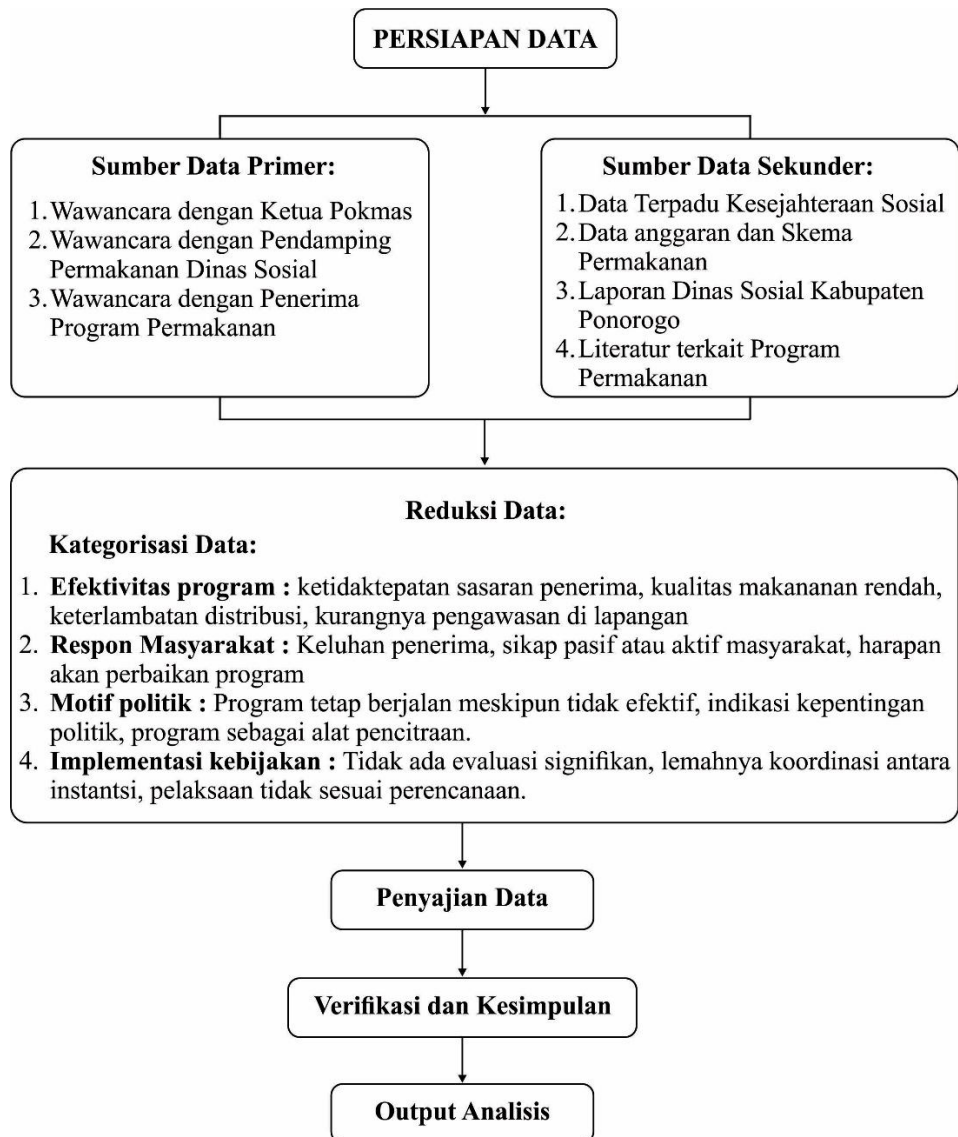 PERSIAPAN DATA
Sumber Data Primer:
1. Wawancara dengan Ketua Pokmas
2. Wawancara dengan Pendamping
Permakanan Dinas Sosial
3. Wawancara dengan Penerima
Program Permakanan
Sumber Data Sekunder:
1. Data Terpadu Kesejahteraan Sosial
2. Data anggaran dan Skema
Permakanan
3. Laporan Dinas Sosial Kabupaten
Ponorogo
4. Literatur terkait Program
Permakanan
Reduksi Data:
Kategorisasi Data:
1. Efektivitas program : ketidaktepatan sasaran penerima, kualitas makananan rendah,
keterlambatan distribusi, kurangnya pengawasan di lapangan
2. Respon Masyarakat : Keluhan penerima, sikap pasif atau aktif masyarakat, harapan
akan perbaikan program
3. Motif politik : Program tetap berjalan meskipun tidak efektif, indikasi kepentingan
politik, program sebagai alat pencitraan.
4. Implementasi kebijakan : Tidak ada evaluasi signifikan, lemahnya koordinasi antara
instantsi, pelaksaan tidak sesuai perencanaan.
Penyajian Data
Verifikasi dan Kesimpulan
Output Analisis